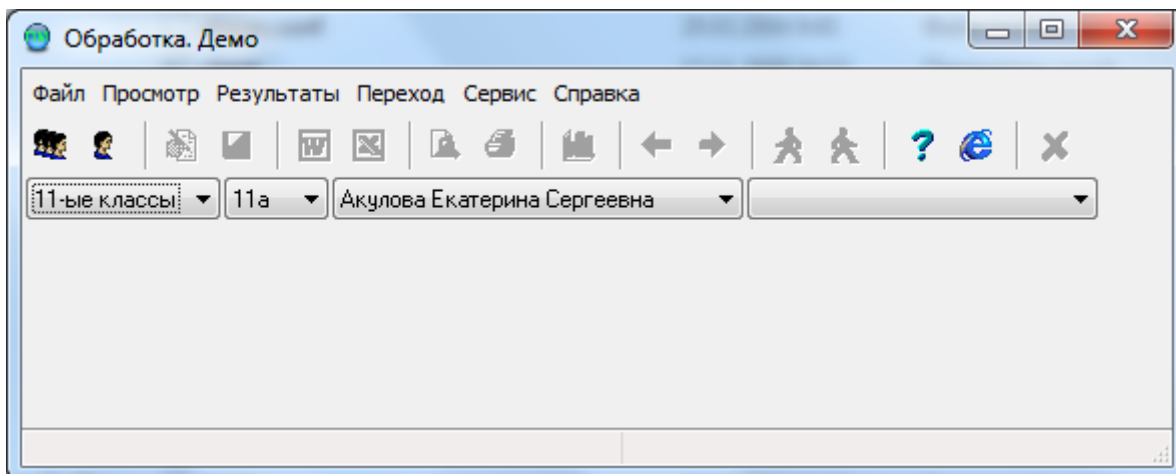 Обработка. Демо
Файл Просмотр Результаты Переход Сервис Справка
11-ые классы 11а Акулова Екатерина Сергеевна